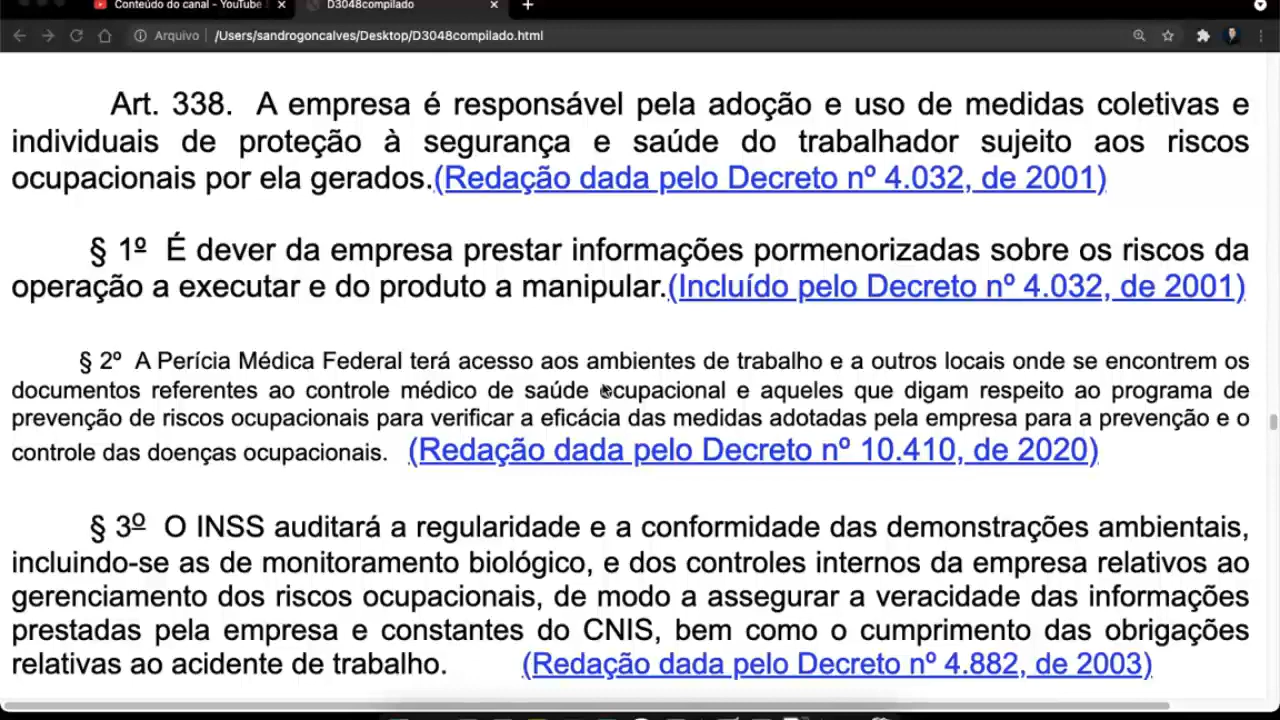 Conteúdo do canal - YouTube
D3048compilado
Arquivo /Users/sandrogoncalves/Desktop/D3048compilado.html
Art. 338. A empresa é responsável pela adoção e uso de medidas coletivas e
individuais de proteção à segurança e saúde do trabalhador sujeito aos riscos
ocupacionais por ela gerados.(Redação dada pelo Decreto nº 4.032, de 2001)
§ 1º É dever da empresa prestar informações pormenorizadas sobre os riscos da
operação a executar e do produto a manipular.(Incluído pelo Decreto nº 4.032, de 2001)
§ 2º A Perícia Médica Federal terá acesso aos ambientes de trabalho e a outros locais onde se encontrem os
documentos referentes ao controle médico de saúde ocupacional e aqueles que digam respeito ao programa de
prevenção de riscos ocupacionais para verificar a eficácia das medidas adotadas pela empresa para a prevenção e o
controle das doenças ocupacionais. (Redação dada pelo Decreto nº 10.410, de 2020)
§ 3º O INSS auditará a regularidade e a conformidade das demonstrações ambientais,
incluindo-se as de monitoramento biológico, e dos controles internos da empresa relativos ao
gerenciamento dos riscos ocupacionais, de modo a assegurar a veracidade das informações
prestadas pela empresa e constantes do CNIS, bem como o cumprimento das obrigações
relativas ao acidente de trabalho. (Redação dada pelo Decreto nº 4.882, de 2003)